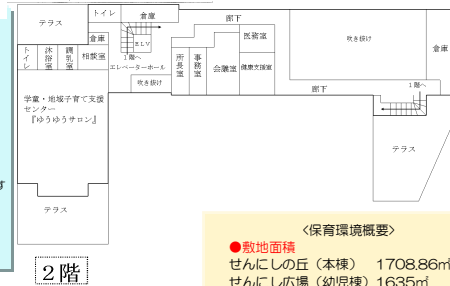 テラス
トイレ
倉庫
廊下
吹き抜け
倉庫
ELV
倉庫
医務室
トイレ
沐浴室
調乳室
相談室
1階へ
エレベーターホール
所長室
事務室
会議室
健康支援室
吹き抜け
廊下
1階へ
学童・地域子育て支援
センター
『ゆうゆうサロン』
テラス
テラス
す
2階
<保育環境概要>
●敷地面積
せんにしの丘（本棟） 1708.86㎡
せんにし広場（幼児棟）1635㎡